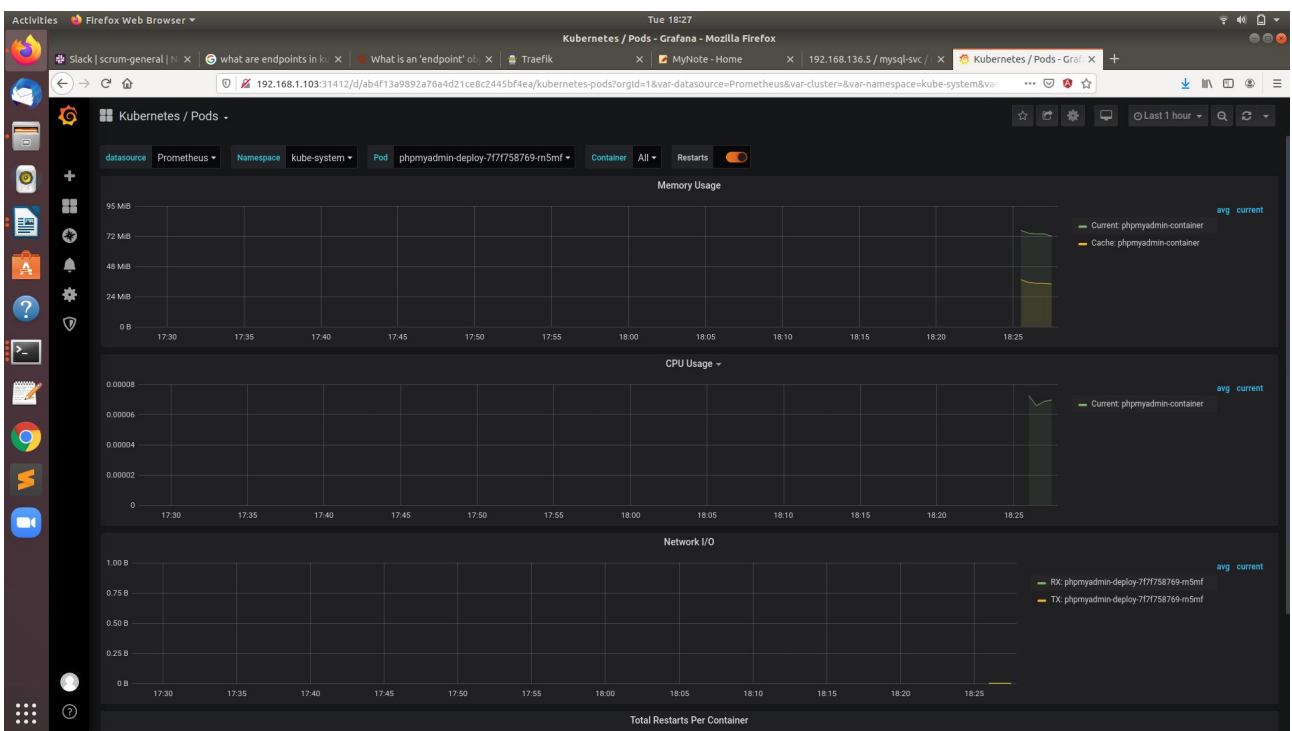 Activities Firefox Web Browser Tue 18:27
Kubernetes / Pods - Grafana - Mozilla Firefox
Slack | scrum-general | N what are endpoints in ku What is an 'endpoint' ob Traefik MyNote - Home 192.168.136.5 / mysql-svc / Kubernetes / Pods - Graf
192.168.1.103:31412/d/ab4f13a9892a76a4d21ce8c2445bf4ea/kubernetes-pods?orgId=1&var-datasource=Prometheus&var-cluster=&var-namespace=kube-system&var
Kubernetes / Pods Last 1 hour
datasource Prometheus Namespace kube-system Pod phpmyadmin-deploy-7f7f758769-rn5mf Container All Restarts
Memory Usage
95 MiB
72 MiB
48 MiB
24 MiB
0 B
17:30 17:35 17:40 17:45 17:50 17:55 18:00 18:05 18:10 18:15 18:20 18:25
avg current
Current: phpmyadmin-container
Cache: phpmyadmin-container
CPU Usage
0.00008
0.00006
0.00004
0.00002
0
17:30 17:35 17:40 17:45 17:50 17:55 18:00 18:05 18:10 18:15 18:20 18:25
avg current
Current: phpmyadmin-container
Network I/O
1.00 B
0.75 B
0.50 B
0.25 B
0 B
17:30 17:35 17:40 17:45 17:50 17:55 18:00 18:05 18:10 18:15 18:20 18:25
avg current
RX: phpmyadmin-deploy-7f7f758769-rn5mf
TX: phpmyadmin-deploy-7f7f758769-rn5mf
Total Restarts Per Container